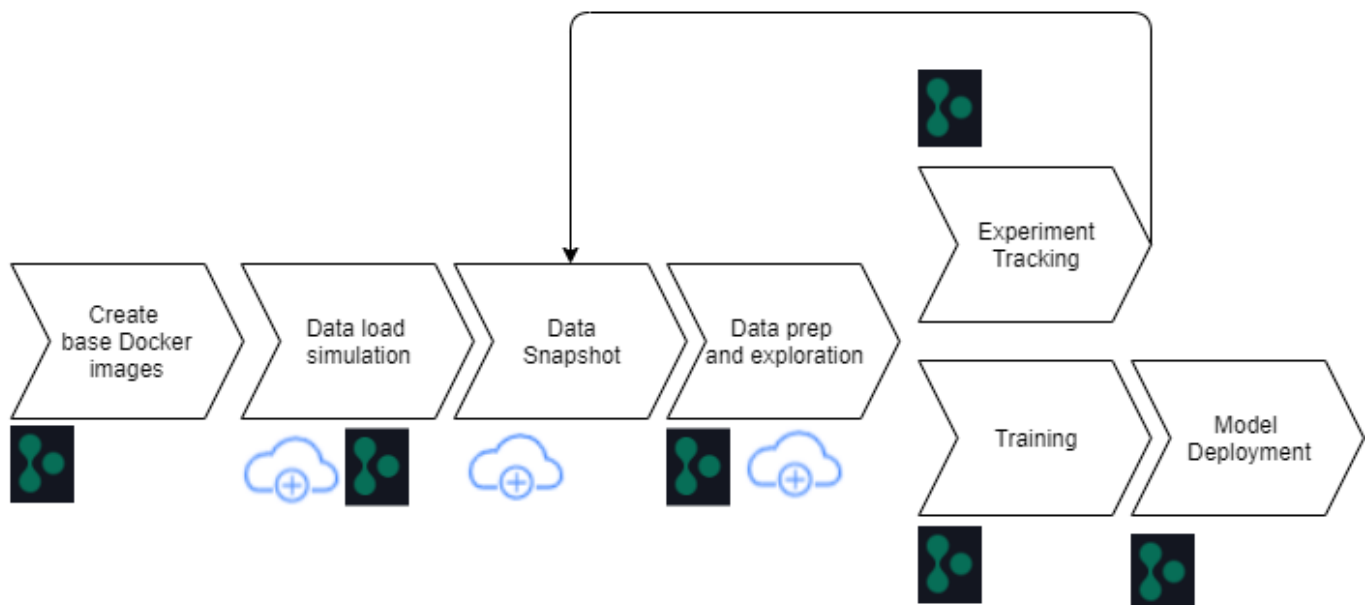 Create
base Docker
images
Data load
simulation
Data
Snapshot
Data prep
and exploration
Experiment
Tracking
Training
Model
Deployment